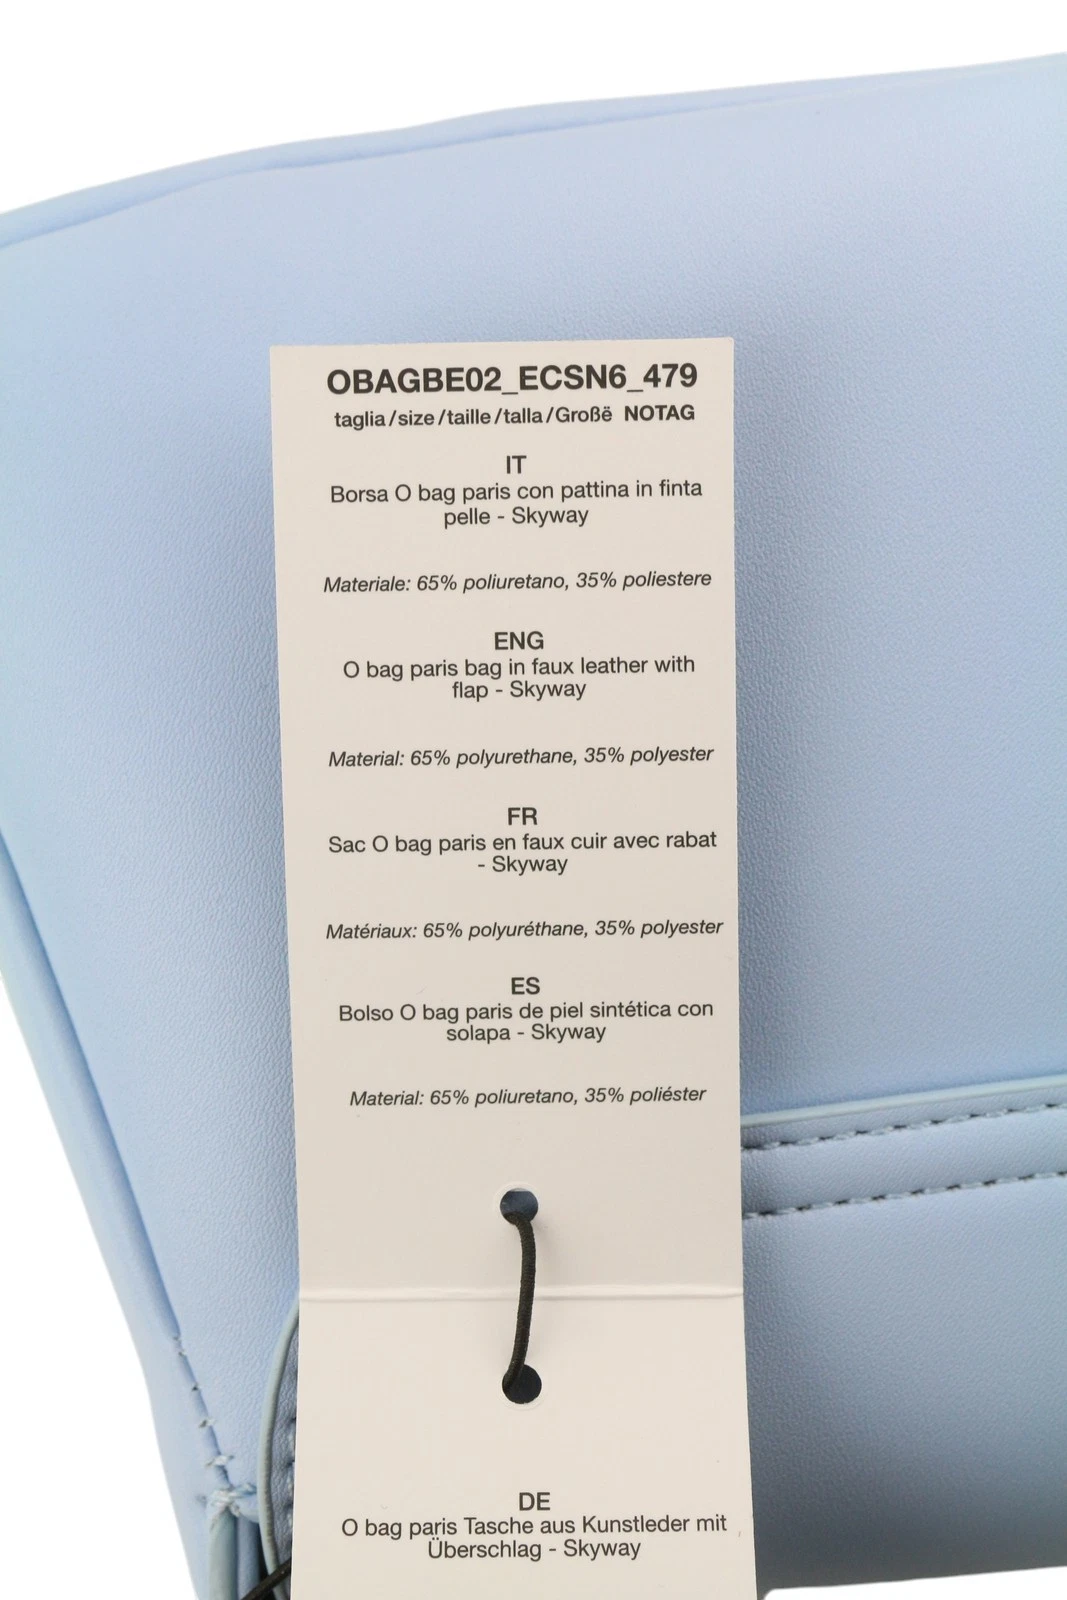 OBAGBE02_ECSN6_479
taglia/size/taille/talla/Großë NOTAG
IT
Borsa O bag paris con pattina in finta
pelle - Skyway
Materiale: 65% poliuretano, 35% poliestere
ENG
O bag paris bag in faux leather with
flap - Skyway
Material: 65% polyurethane, 35% polyester
FR
Sac O bag paris en faux cuir avec rabat
- Skyway
Matériaux: 65% polyuréthane, 35% polyester
ES
Bolso O bag paris de piel sintética con
solapa - Skyway
Material: 65% poliuretano, 35% poliéster
DE
O bag paris Tasche aus Kunstleder mit
Überschlag - Skyway